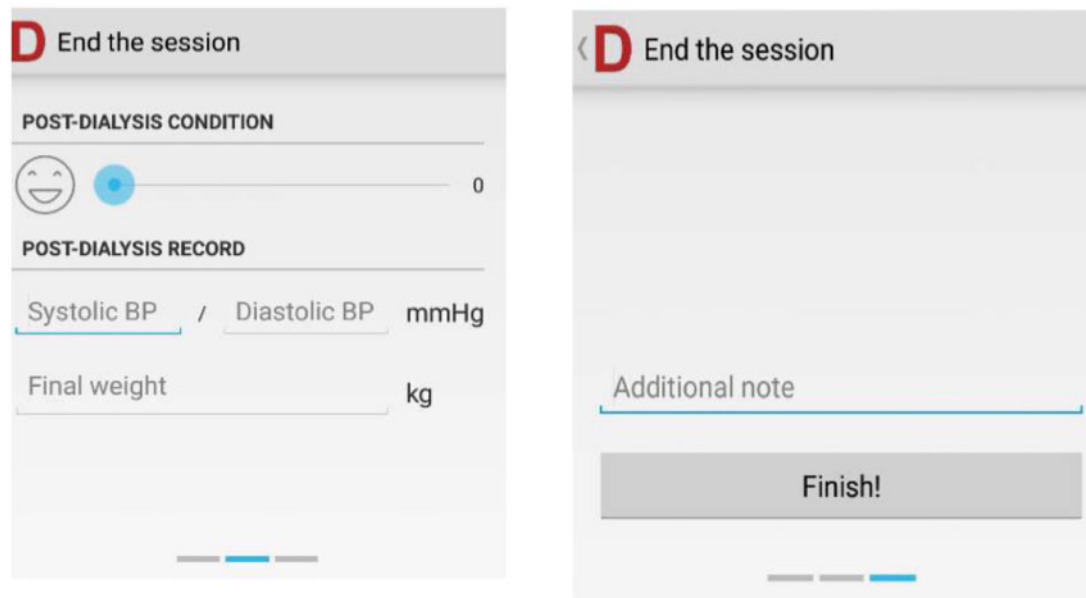 D End the session
POST-DIALYSIS CONDITION
0
POST-DIALYSIS RECORD
Systolic BP / Diastolic BP mmHg
Final weight kg
D End the session
Additional note
Finish!